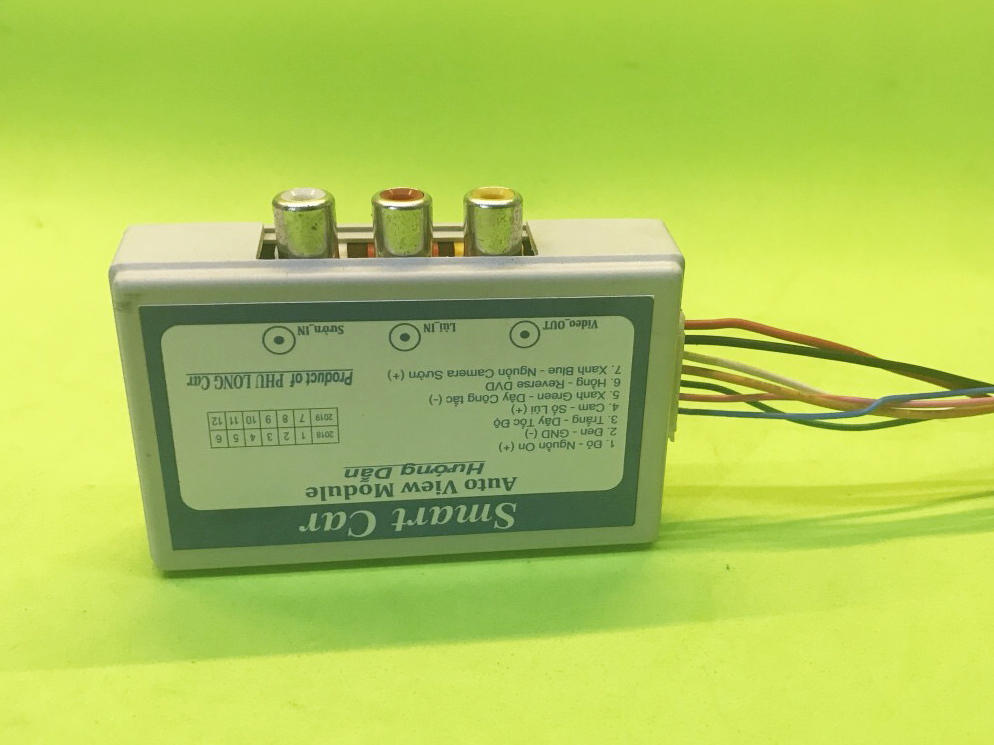 Smart Car
Auto View Module
Hướng Dẫn
1. Đỏ - Nguồn On (+)
2. Đen - GND (-)
3. Trắng - Dây Tốc Độ
4. Cam - Số Lùi (+)
5. Xanh Green - Dây Công tắc (-)
6. Hồng - Reverse DVD
7. Xanh Blue - Nguồn Camera Sườn (+)
2018 1 2 3 4 5 6
2019 7 8 9 10 11 12
Product of PHU LONG Car
Video_OUT
Lùi_IN
Sườn_IN